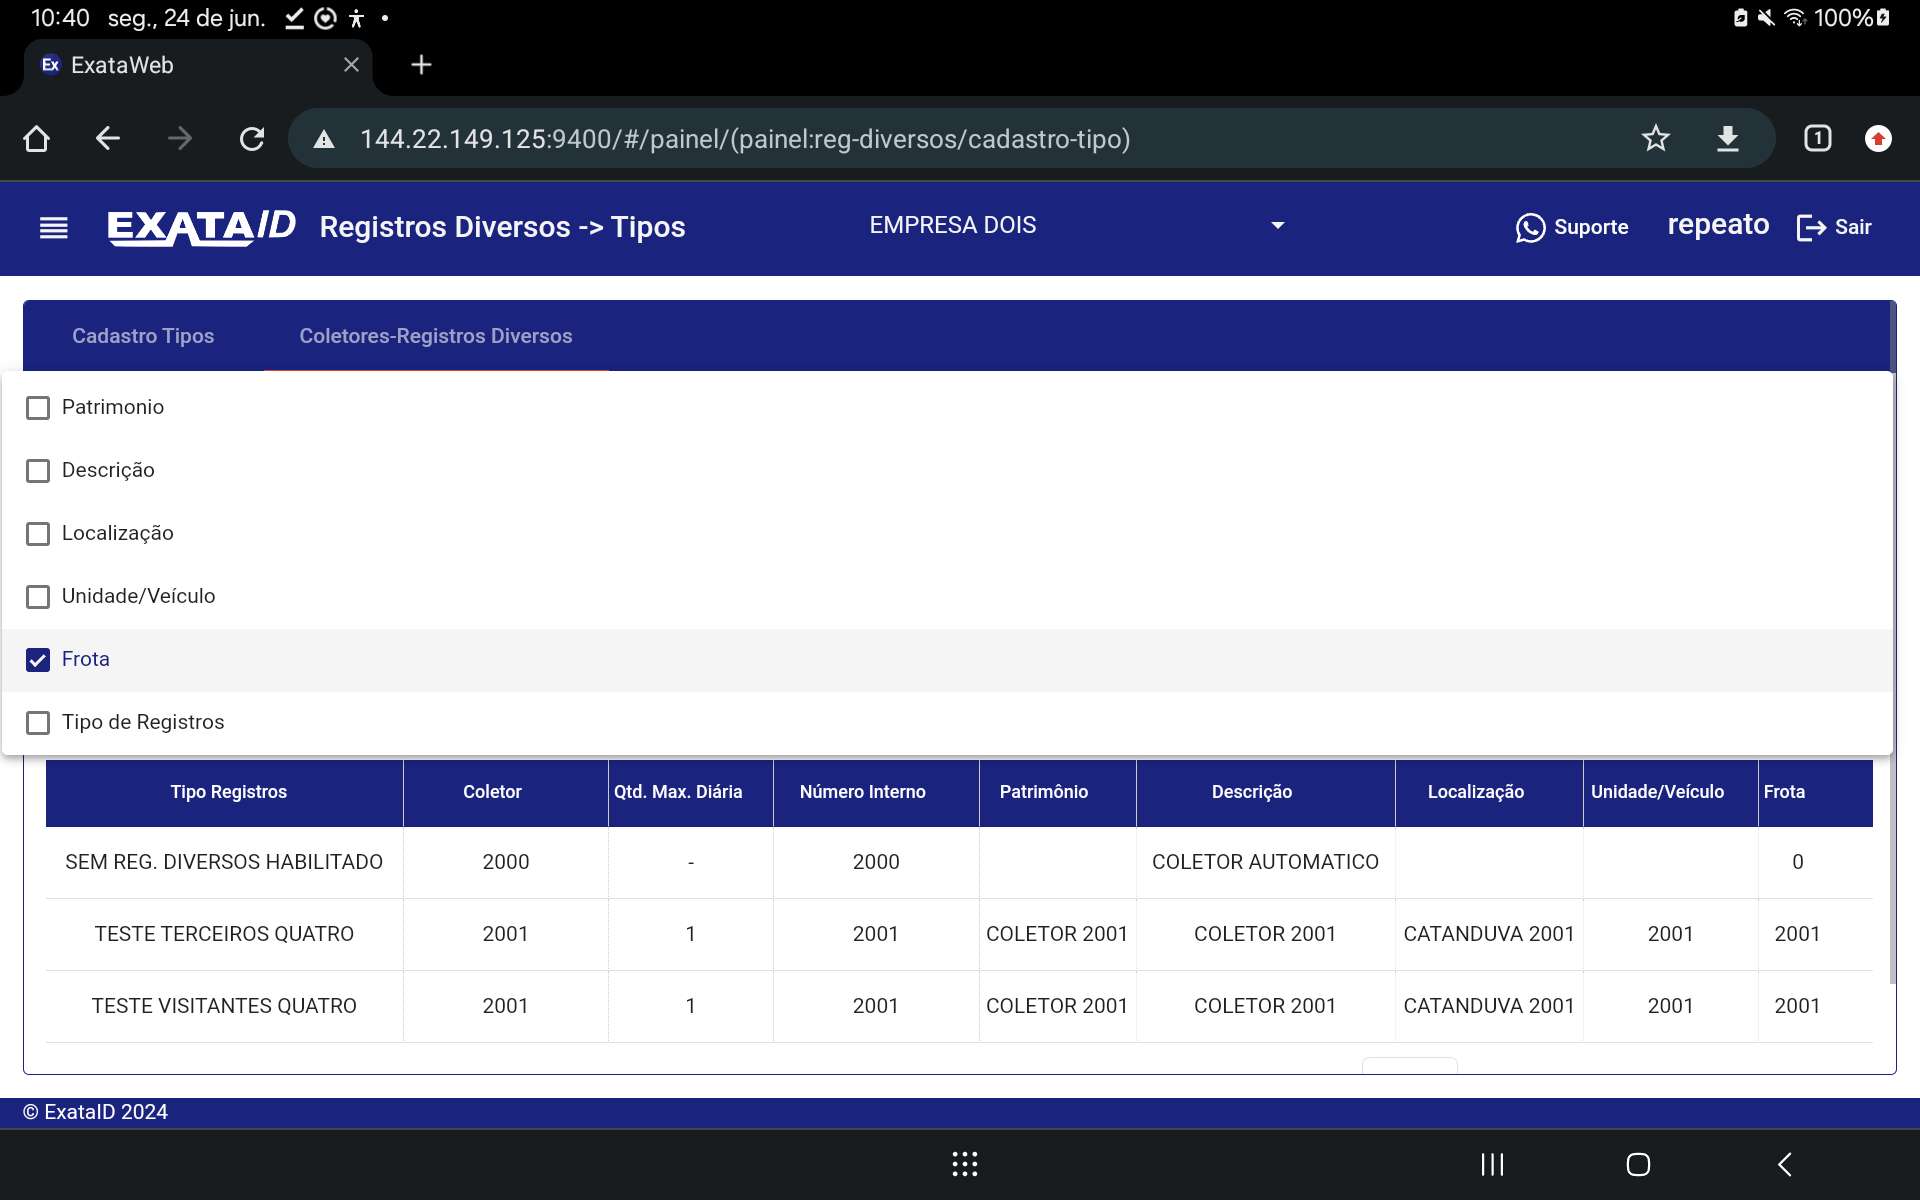 10:40 seg., 24 de jun. 100%
Ex ExataWeb
144.22.149.125:9400/#/painel/(painel:reg-diversos/cadastro-tipo) 1
EXATAID Registros Diversos -> Tipos EMPRESA DOIS Suporte repeato Sair
Cadastro Tipos Coletores-Registros Diversos
Patrimonio
Descrição
Localização
Unidade/Veículo
Frota
Tipo de Registros
Tipo Registros Coletor Qtd. Max. Diária Número Interno Patrimônio Descrição Localização Unidade/Veículo Frota
SEM REG. DIVERSOS HABILITADO 2000 - 2000 COLETOR AUTOMATICO 0
TESTE TERCEIROS QUATRO 2001 1 2001 COLETOR 2001 COLETOR 2001 CATANDUVA 2001 2001 2001
TESTE VISITANTES QUATRO 2001 1 2001 COLETOR 2001 COLETOR 2001 CATANDUVA 2001 2001 2001
© ExataID 2024